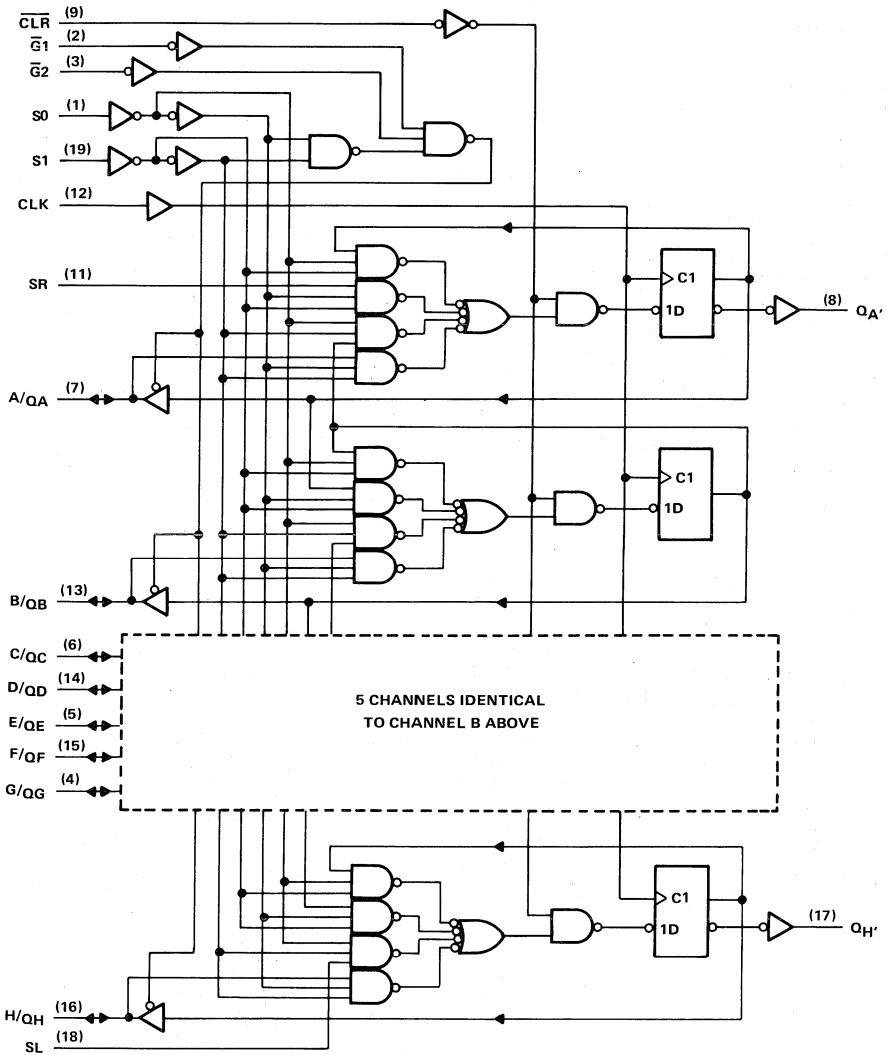 CLR (9)
G1 (2)
G2 (3)
S0 (1)
S1 (19)
CLK (12)
C1
SR (11)
1D
(8) QA'
A/QA (7)
C1
1D
B/QB (13)
C/QC (6)
D/QD (14)
E/QE (5)
F/QF (15)
G/QG (4)
5 CHANNELS IDENTICAL
TO CHANNEL B ABOVE
C1
1D
(17) QH'
H/QH (16)
SL (18)